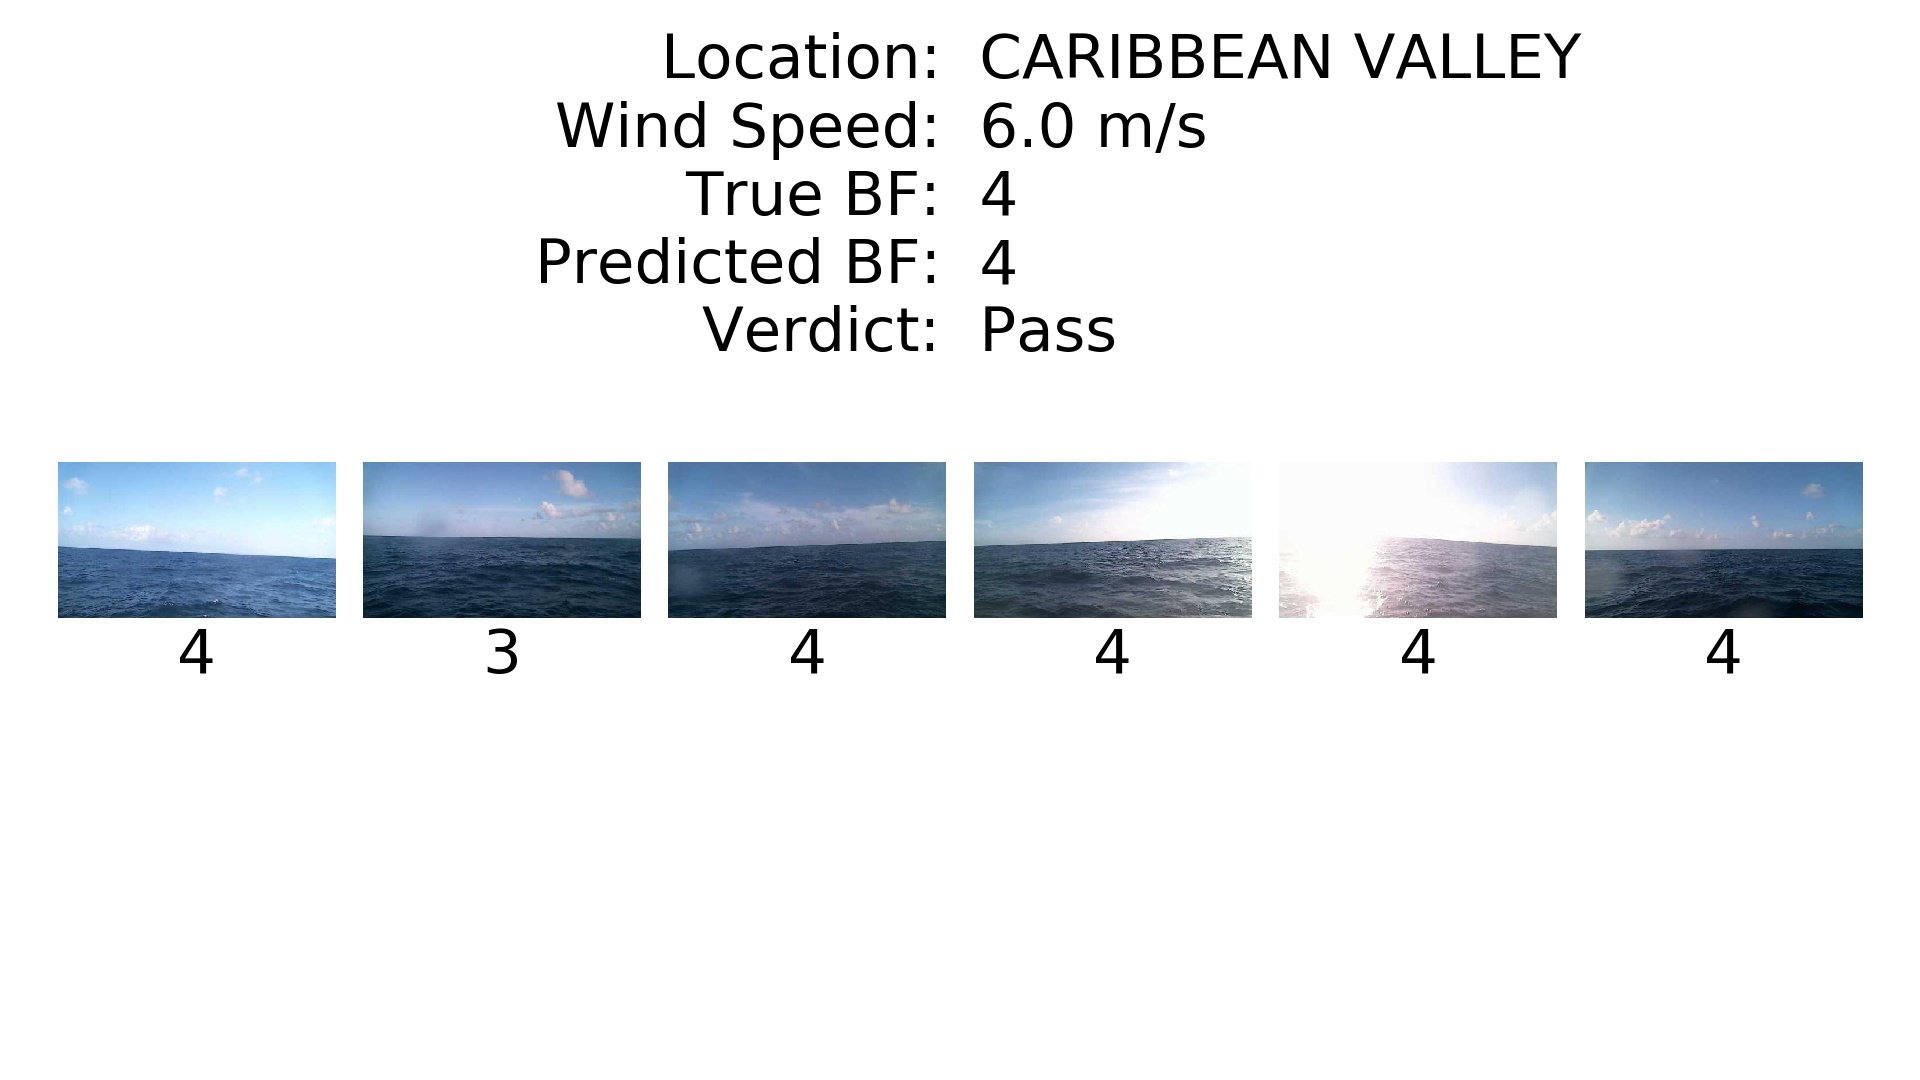 Location: CARIBBEAN VALLEY
Wind Speed: 6.0 m/s
True BF: 4
Predicted BF: 4
Verdict: Pass
4 3 4 4 4 4